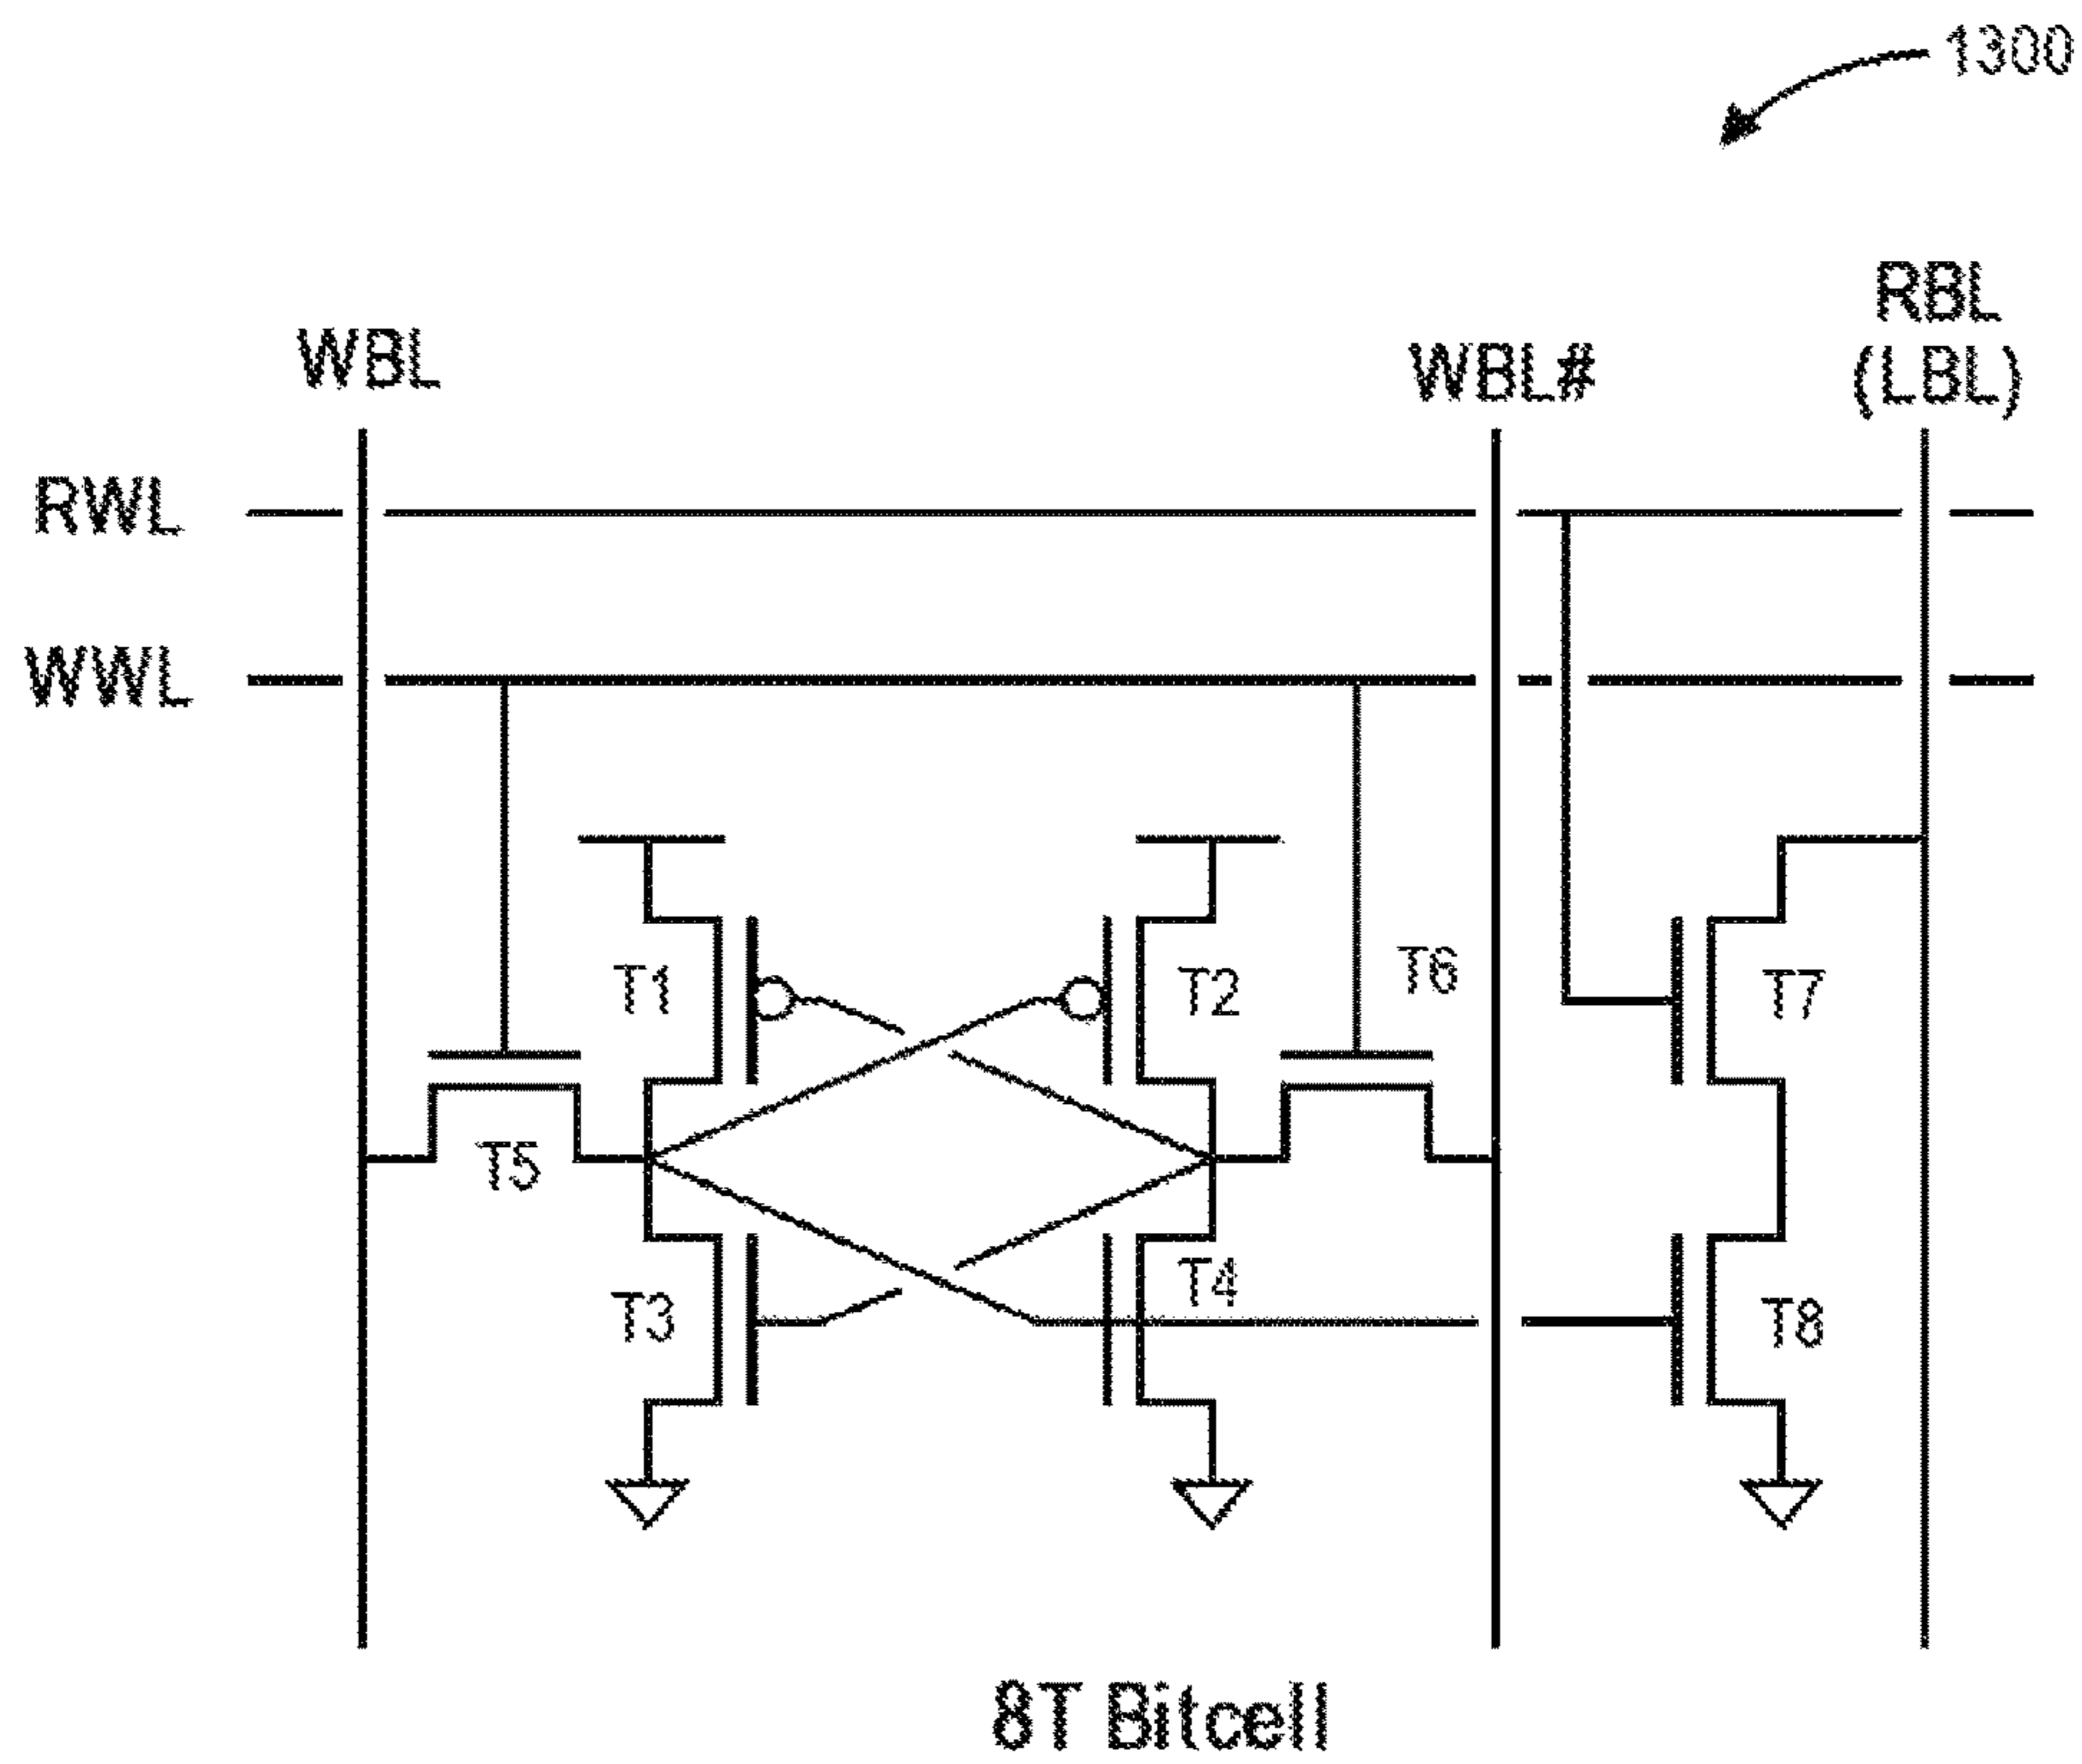 1300
RBL
(LBL)
WBL
WBL#
RWL
WWL
T1
T2
T6
T7
T5
T3
T4
T8
8T Bitcell